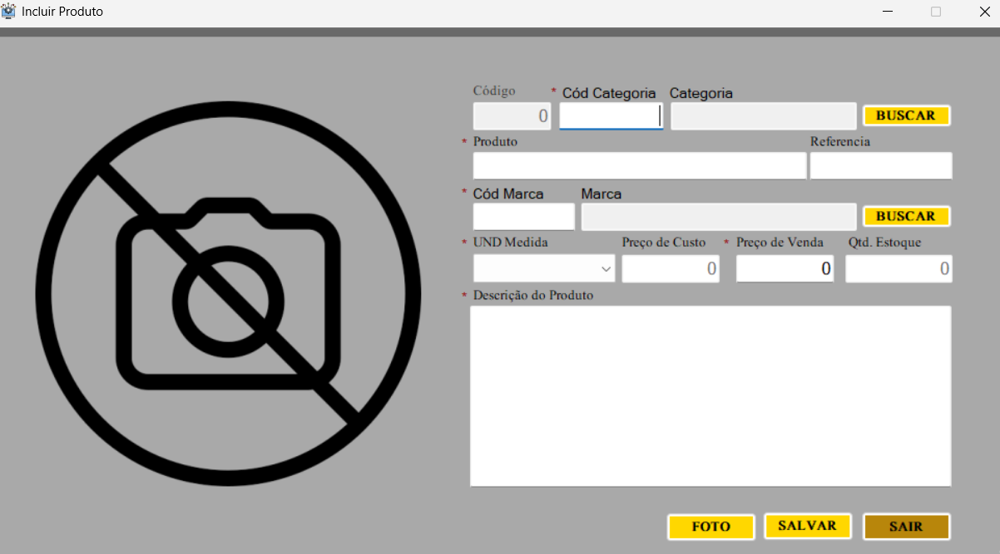 Incluir Produto
Código * Cód Categoria Categoria
0 BUSCAR
* Produto Referencia
* Cód Marca Marca
BUSCAR
* UND Medida Preço de Custo * Preço de Venda Qtd. Estoque
0 0 0
* Descrição do Produto
FOTO SALVAR SAIR